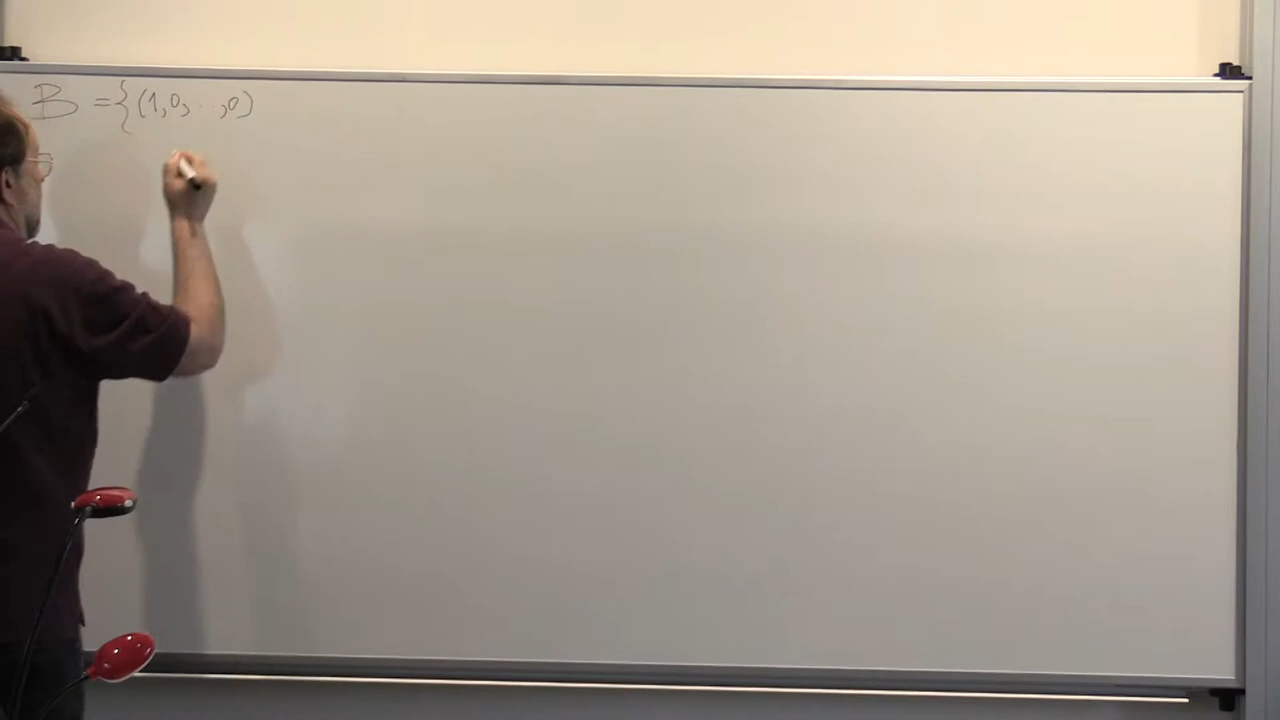 B = {(1,0,...,0)